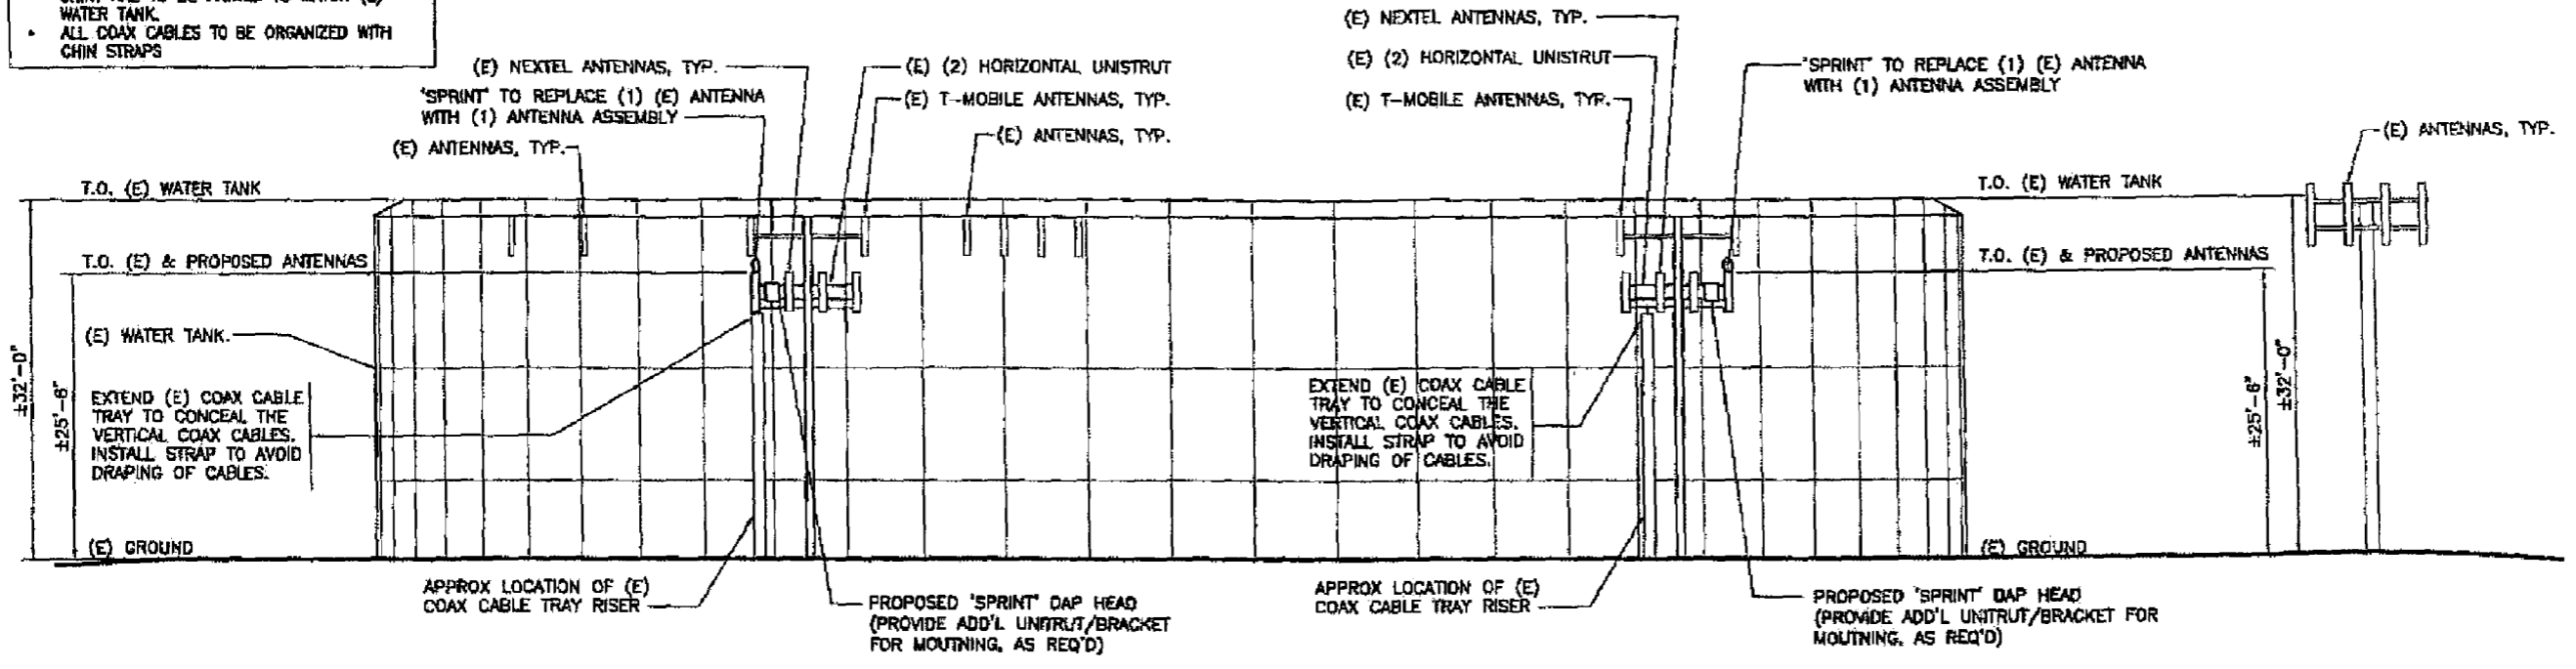 WATER TANK.
• ALL COAX CABLES TO BE ORGANIZED WITH
CHIN STRAPS
(E) NEXTEL ANTENNAS, TYP.
'SPRINT' TO REPLACE (1) (E) ANTENNA
WITH (1) ANTENNA ASSEMBLY
(E) ANTENNAS, TYP.
(E) (2) HORIZONTAL UNISTRUT
(E) T-MOBILE ANTENNAS, TYP.
(E) ANTENNAS, TYP.
(E) NEXTEL ANTENNAS, TYP.
(E) (2) HORIZONTAL UNISTRUT
(E) T-MOBILE ANTENNAS, TYP.
'SPRINT' TO REPLACE (1) (E) ANTENNA
WITH (1) ANTENNA ASSEMBLY
(E) ANTENNAS, TYP.
T.O. (E) WATER TANK
T.O. (E) & PROPOSED ANTENNAS
(E) WATER TANK.
±32'-0"
±25'-6"
EXTEND (E) COAX CABLE
TRAY TO CONCEAL THE
VERTICAL COAX CABLES.
INSTALL STRAP TO AVOID
DRAPING OF CABLES.
(E) GROUND
APPROX LOCATION OF (E)
COAX CABLE TRAY RISER
PROPOSED 'SPRINT' DAP HEAD
(PROVIDE ADD'L UNITRUT/BRACKET
FOR MOUTNING, AS REQ'D)
EXTEND (E) COAX CABLE
TRAY TO CONCEAL THE
VERTICAL COAX CABLES.
INSTALL STRAP TO AVOID
DRAPING OF CABLES.
APPROX LOCATION OF (E)
COAX CABLE TRAY RISER
PROPOSED 'SPRINT' DAP HEAD
(PROVIDE ADD'L UNITRUT/BRACKET FOR
MOUTNING, AS REQ'D)
T.O. (E) WATER TANK
T.O. (E) & PROPOSED ANTENNAS
±25'-6"
±32'-0"
(E) GROUND